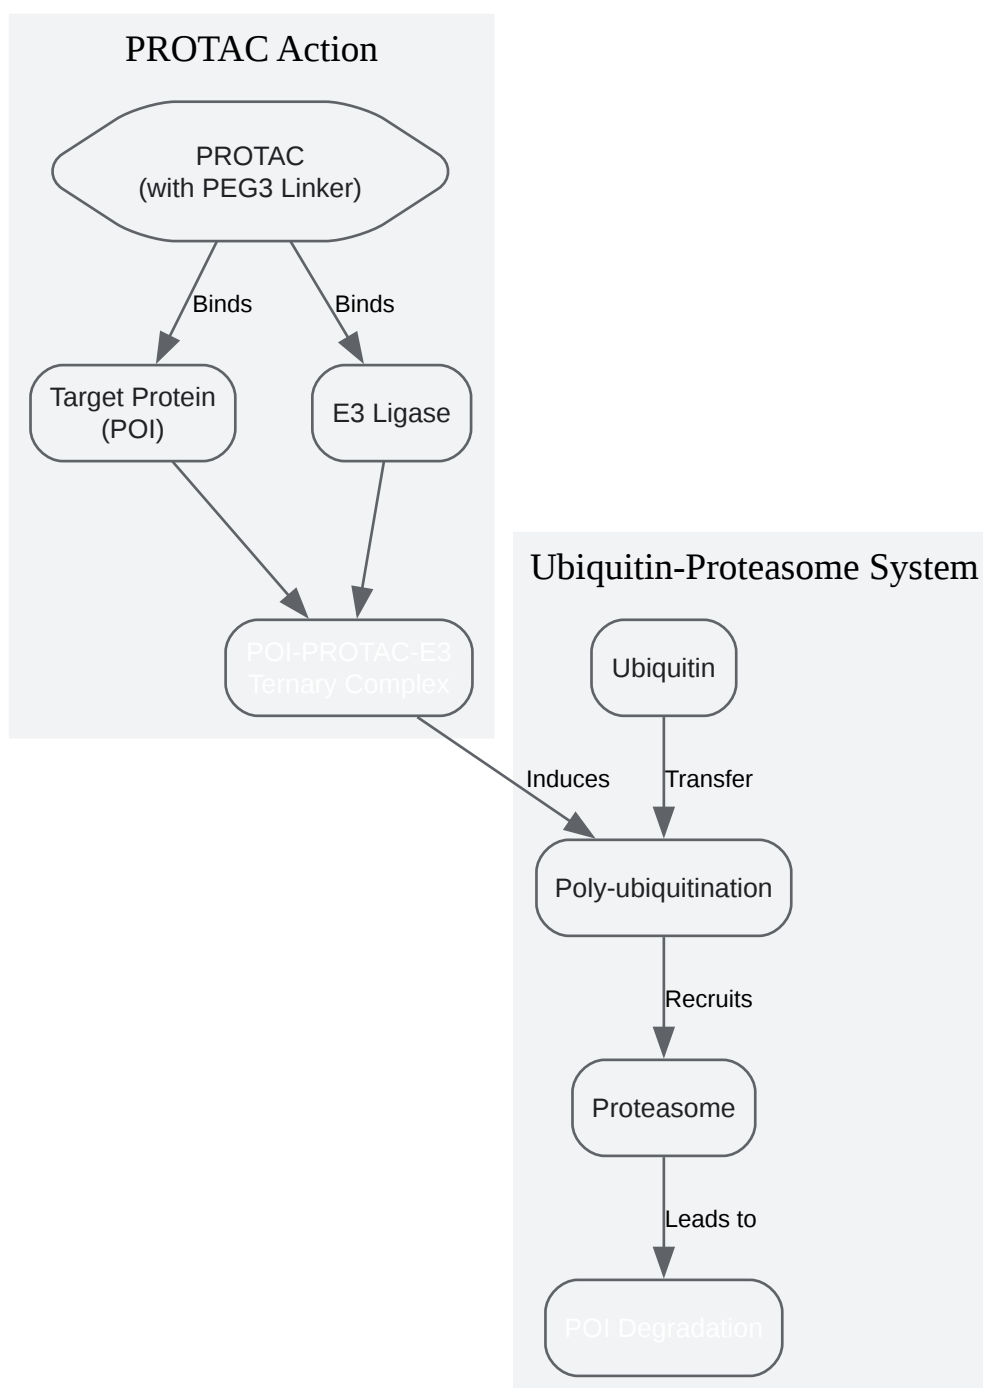 PROTAC Action
PROTAC
(with PEG3 Linker)
Binds
Binds
Target Protein
(POI)
E3 Ligase
POI-PROTAC-E3
Ternary Complex
Ubiquitin-Proteasome System
Ubiquitin
Induces
Transfer
Poly-ubiquitination
Recruits
Proteasome
Leads to
POI Degradation